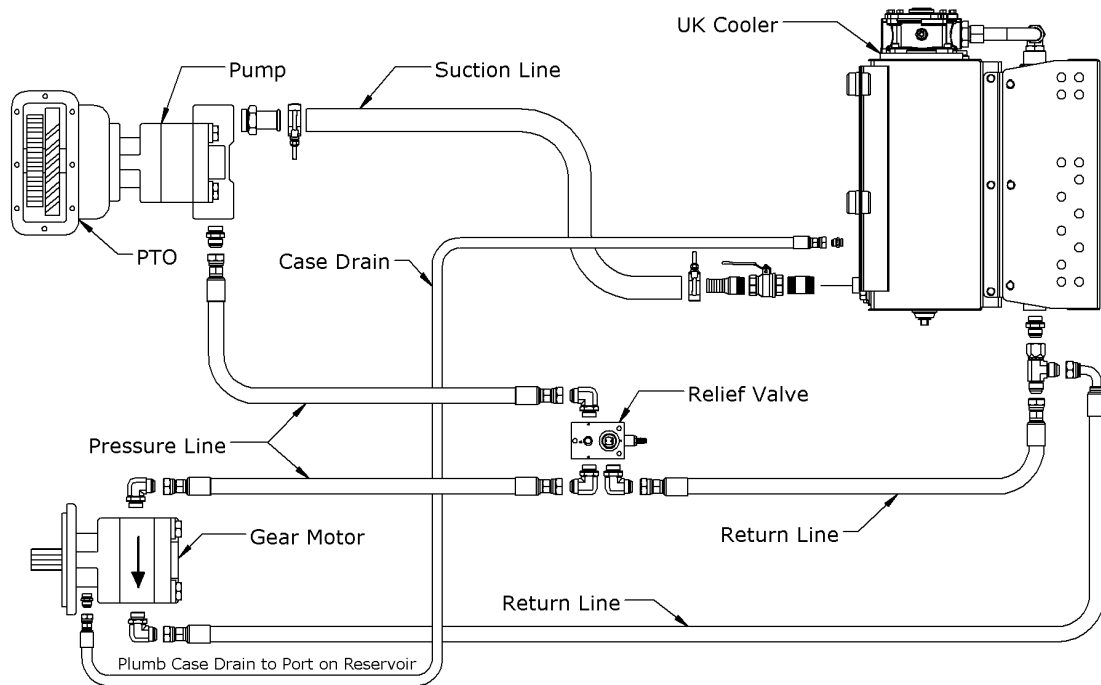 UK Cooler
Pump
Suction Line
PTO
Case Drain
Relief Valve
Pressure Line
Gear Motor
Return Line
Return Line
Plumb Case Drain to Port on Reservoir